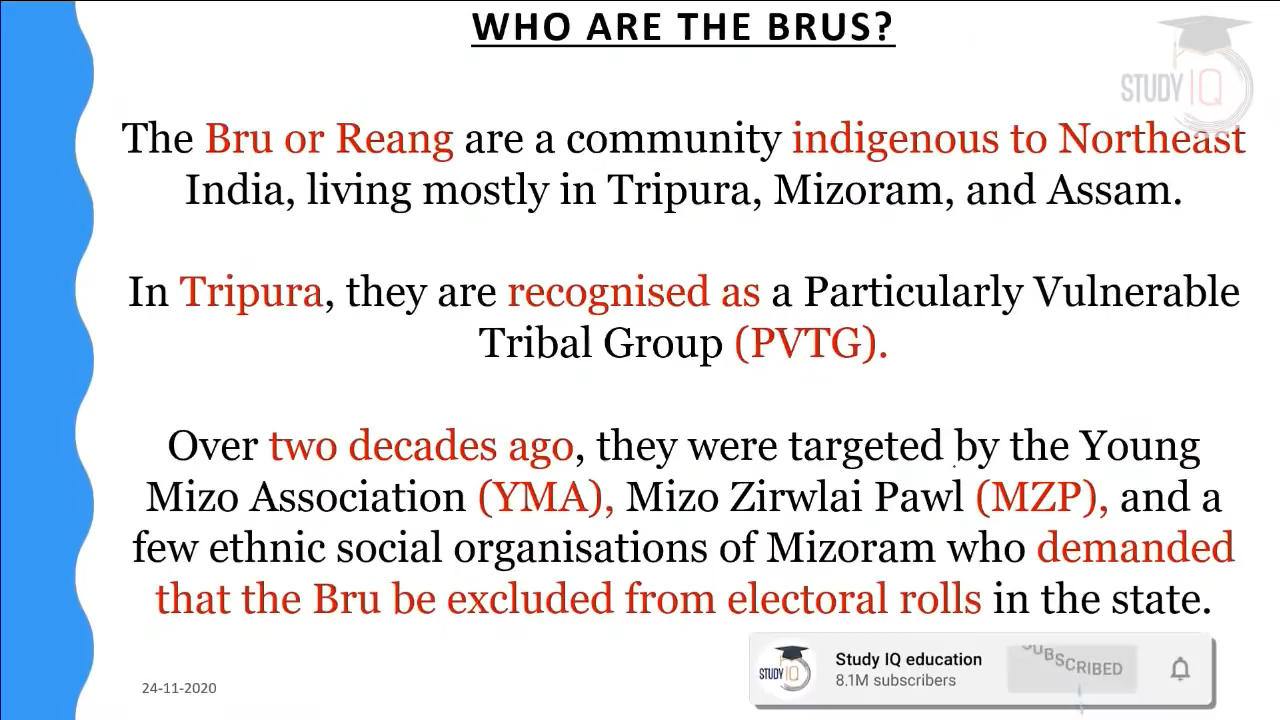 WHO ARE THE BRUS?
STUDY IQ
The Bru or Reang are a community indigenous to Northeast
India, living mostly in Tripura, Mizoram, and Assam.
In Tripura, they are recognised as a Particularly Vulnerable
Tribal Group (PVTG).
Over two decades ago, they were targeted by the Young
Mizo Association (YMA), Mizo Zirwlai Pawl (MZP), and a
few ethnic social organisations of Mizoram who demanded
that the Bru be excluded from electoral rolls in the state.
STUDY IQ
Study IQ education
8.1M subscribers
SUBSCRIBED
24-11-2020